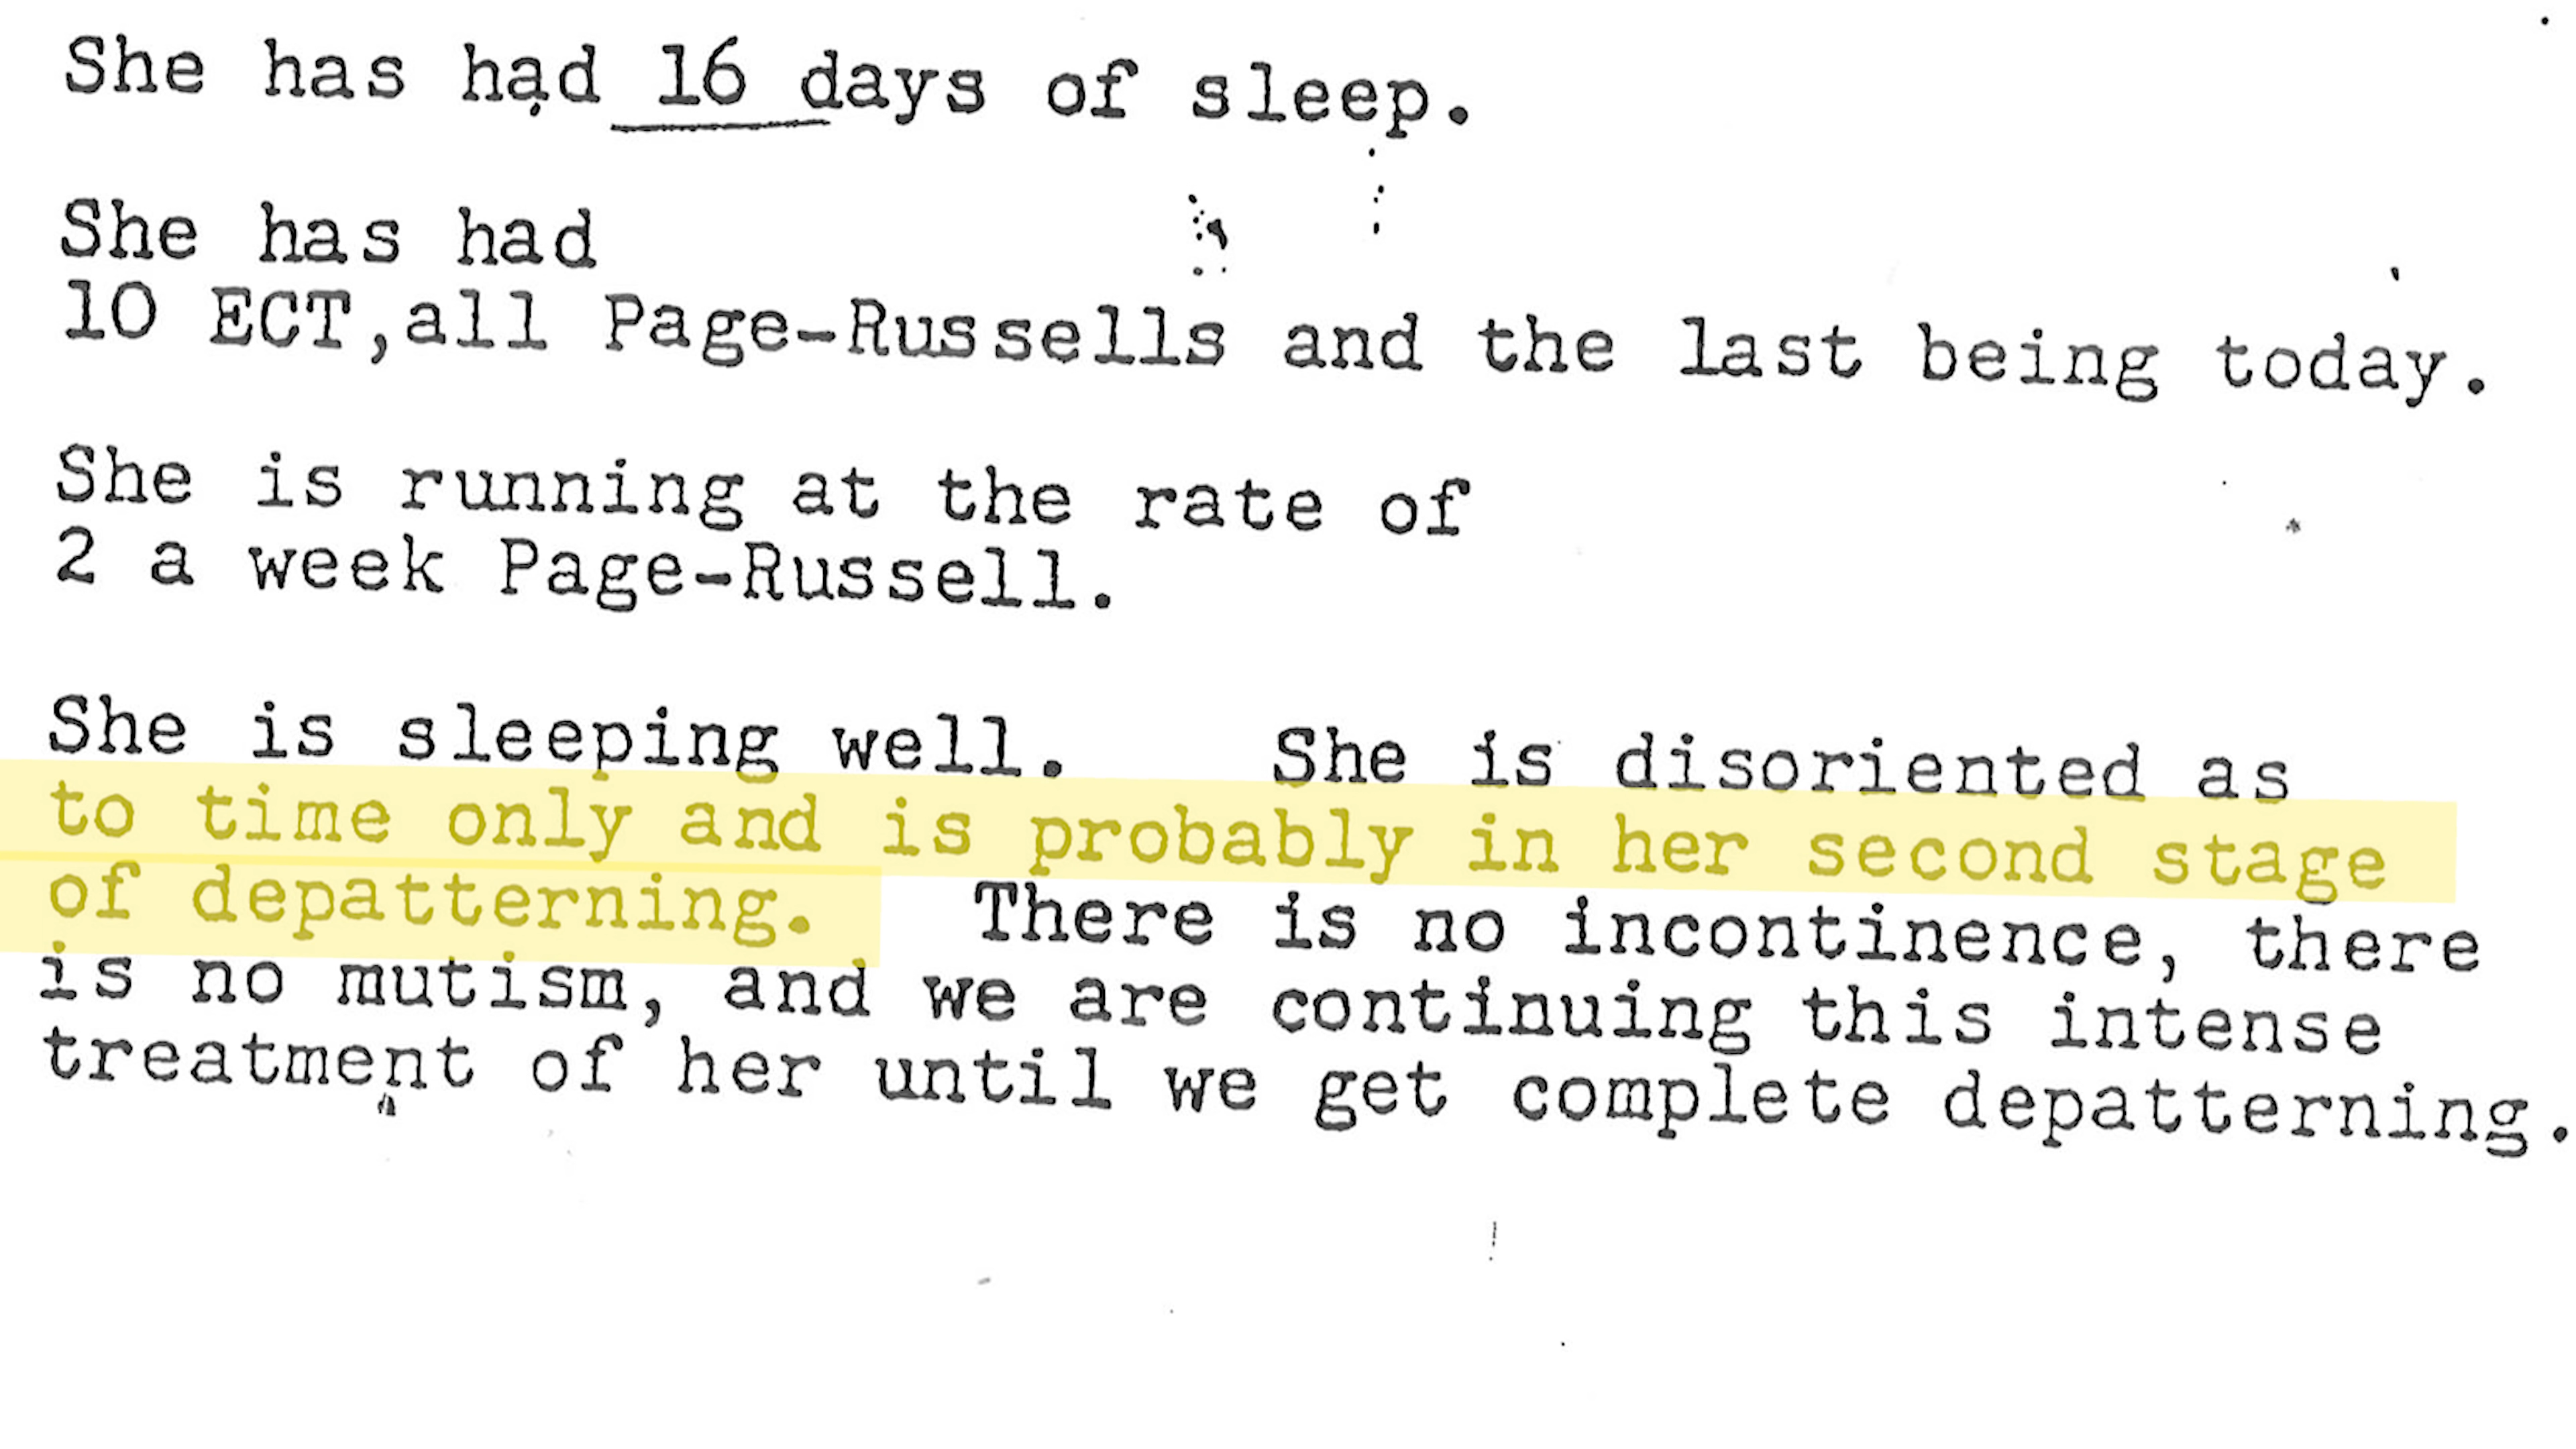 She has had 16 days of sleep.
She has had
10 ECT,all Page-Russells and the last being today.
She is running at the rate of
2 a week Page-Russell.
She is sleeping well. She is disoriented as
to time only and is probably in her second stage
of depatterning. There is no incontinence, there
is no mutism, and we are continuing this intense
treatment of her until we get complete depatterning.